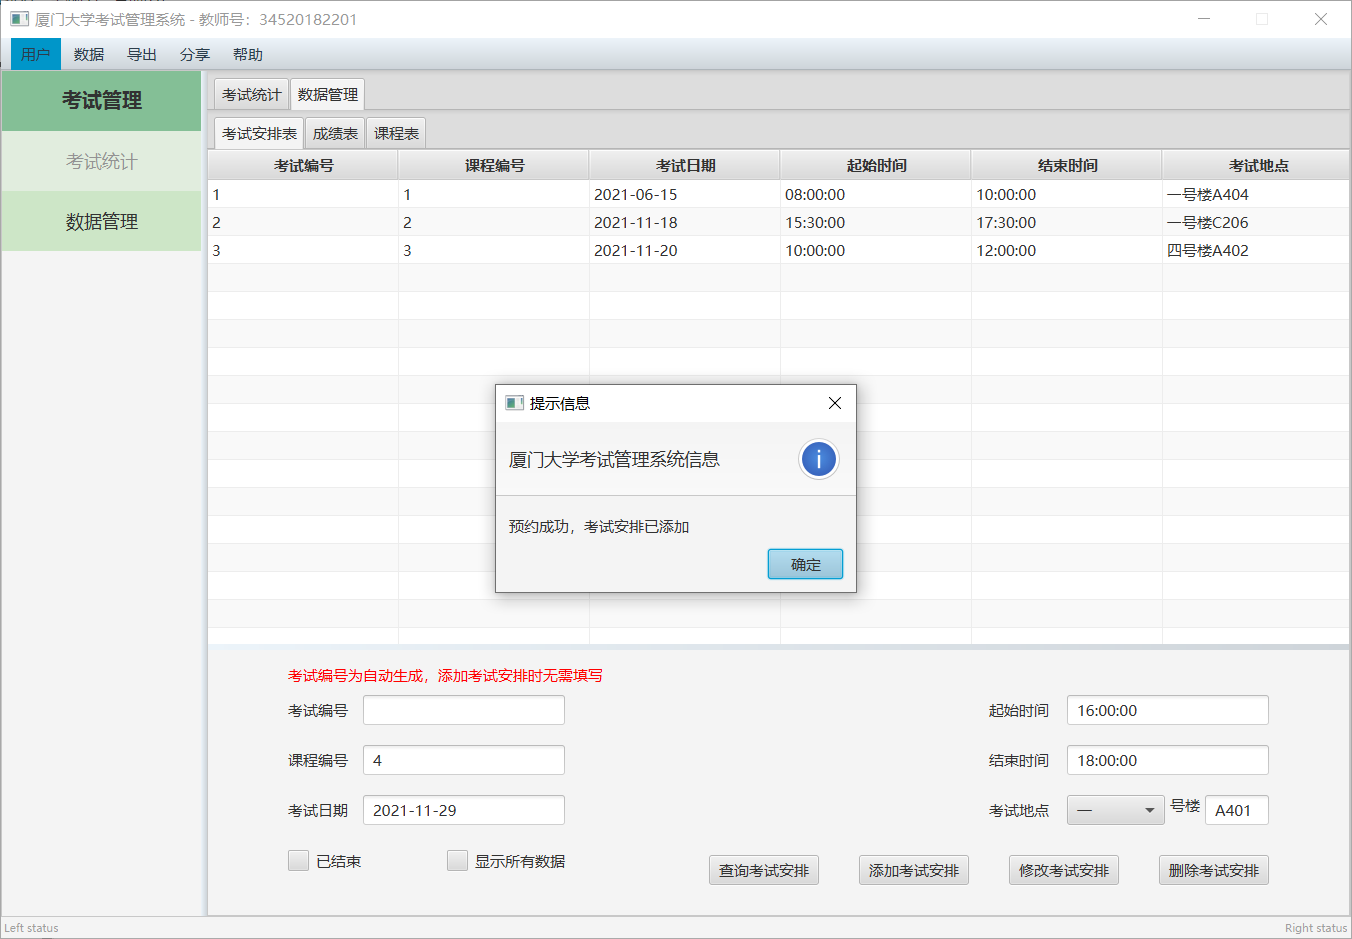 厦门大学考试管理系统 - 教师号：34520182201
用户 数据 导出 分享 帮助
考试管理
考试统计
数据管理
考试统计 数据管理
考试安排表 成绩表 课程表
考试编号 课程编号 考试日期 起始时间 结束时间 考试地点
1 1 2021-06-15 08:00:00 10:00:00 一号楼A404
2 2 2021-11-18 15:30:00 17:30:00 一号楼C206
3 3 2021-11-20 10:00:00 12:00:00 四号楼A402
提示信息
厦门大学考试管理系统信息
i
预约成功，考试安排已添加
确定
考试编号为自动生成，添加考试安排时无需填写
考试编号 起始时间 16:00:00
课程编号 4 结束时间 18:00:00
考试日期 2021-11-29 考试地点 一 号楼 A401
已结束 显示所有数据 查询考试安排 添加考试安排 修改考试安排 删除考试安排
Left status Right status